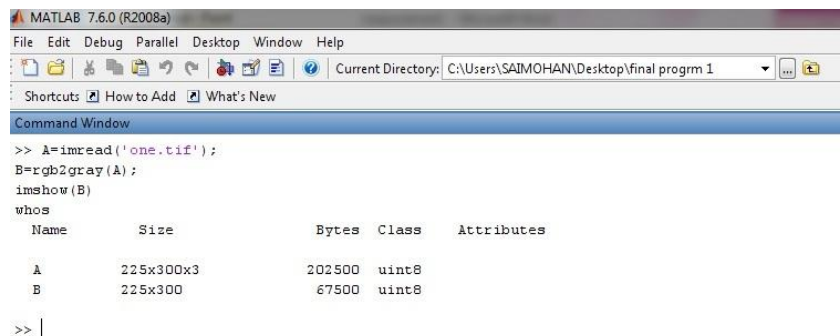 MATLAB 7.6.0 (R2008a)
File Edit Debug Parallel Desktop Window Help
Current Directory: C:\Users\SAIMOHAN\Desktop\final progrm 1
Shortcuts How to Add What's New
Command Window
>> A=imread('one.tif');
B=rgb2gray(A);
imshow(B)
whos
Name Size Bytes Class Attributes
A 225x300x3 202500 uint8
B 225x300 67500 uint8
>>